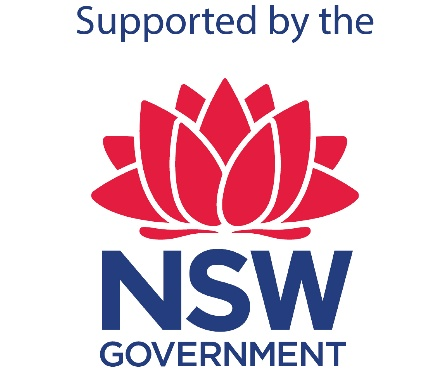 Supported by the
NSW
GOVERNMENT